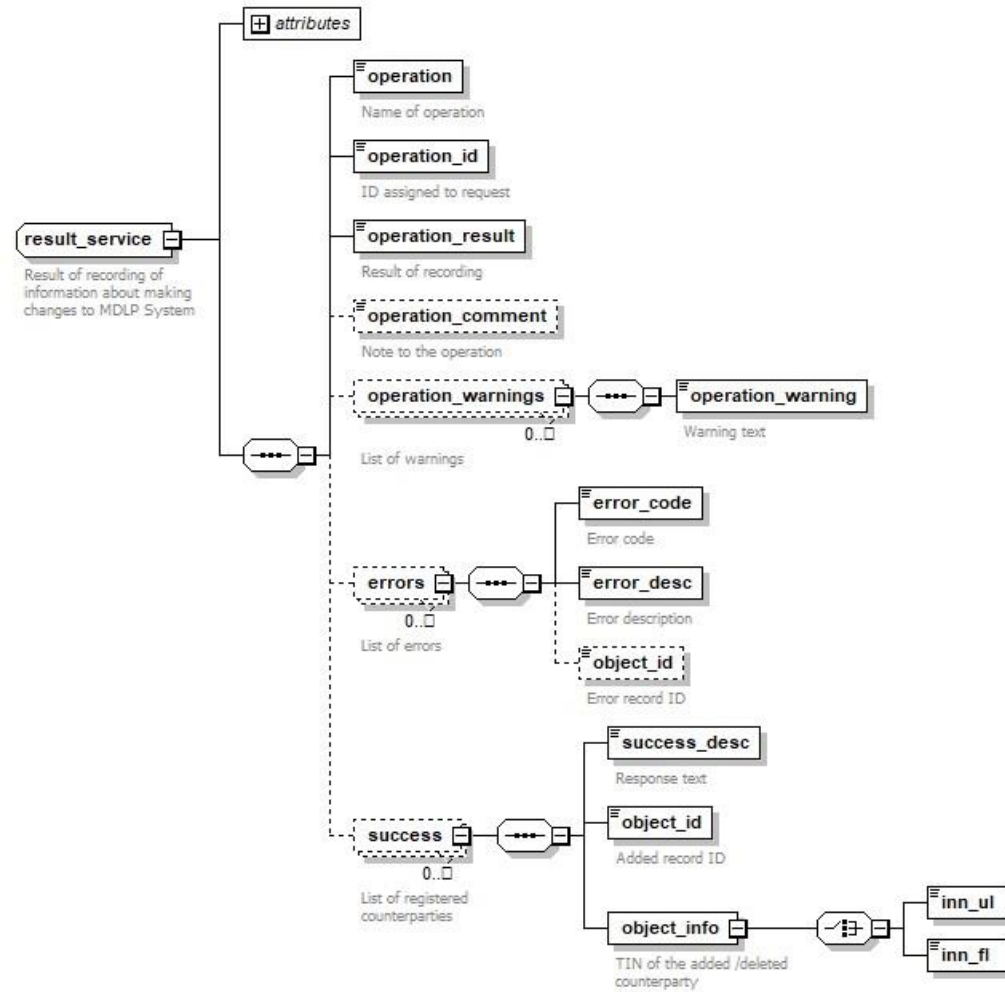 attributes
operation
Name of operation
operation_id
ID assigned to request
operation_result
Result of recording
result_service
Result of recording of
information about making
changes to MDLP System
operation_comment
Note to the operation
operation_warnings
0..□
List of warnings
operation_warning
Warning text
errors
0..□
List of errors
error_code
Error code
error_desc
Error description
object_id
Error record ID
success
0..□
List of registered
counterparties
success_desc
Response text
object_id
Added record ID
object_info
TIN of the added /deleted
counterparty
inn_ul
inn_fl